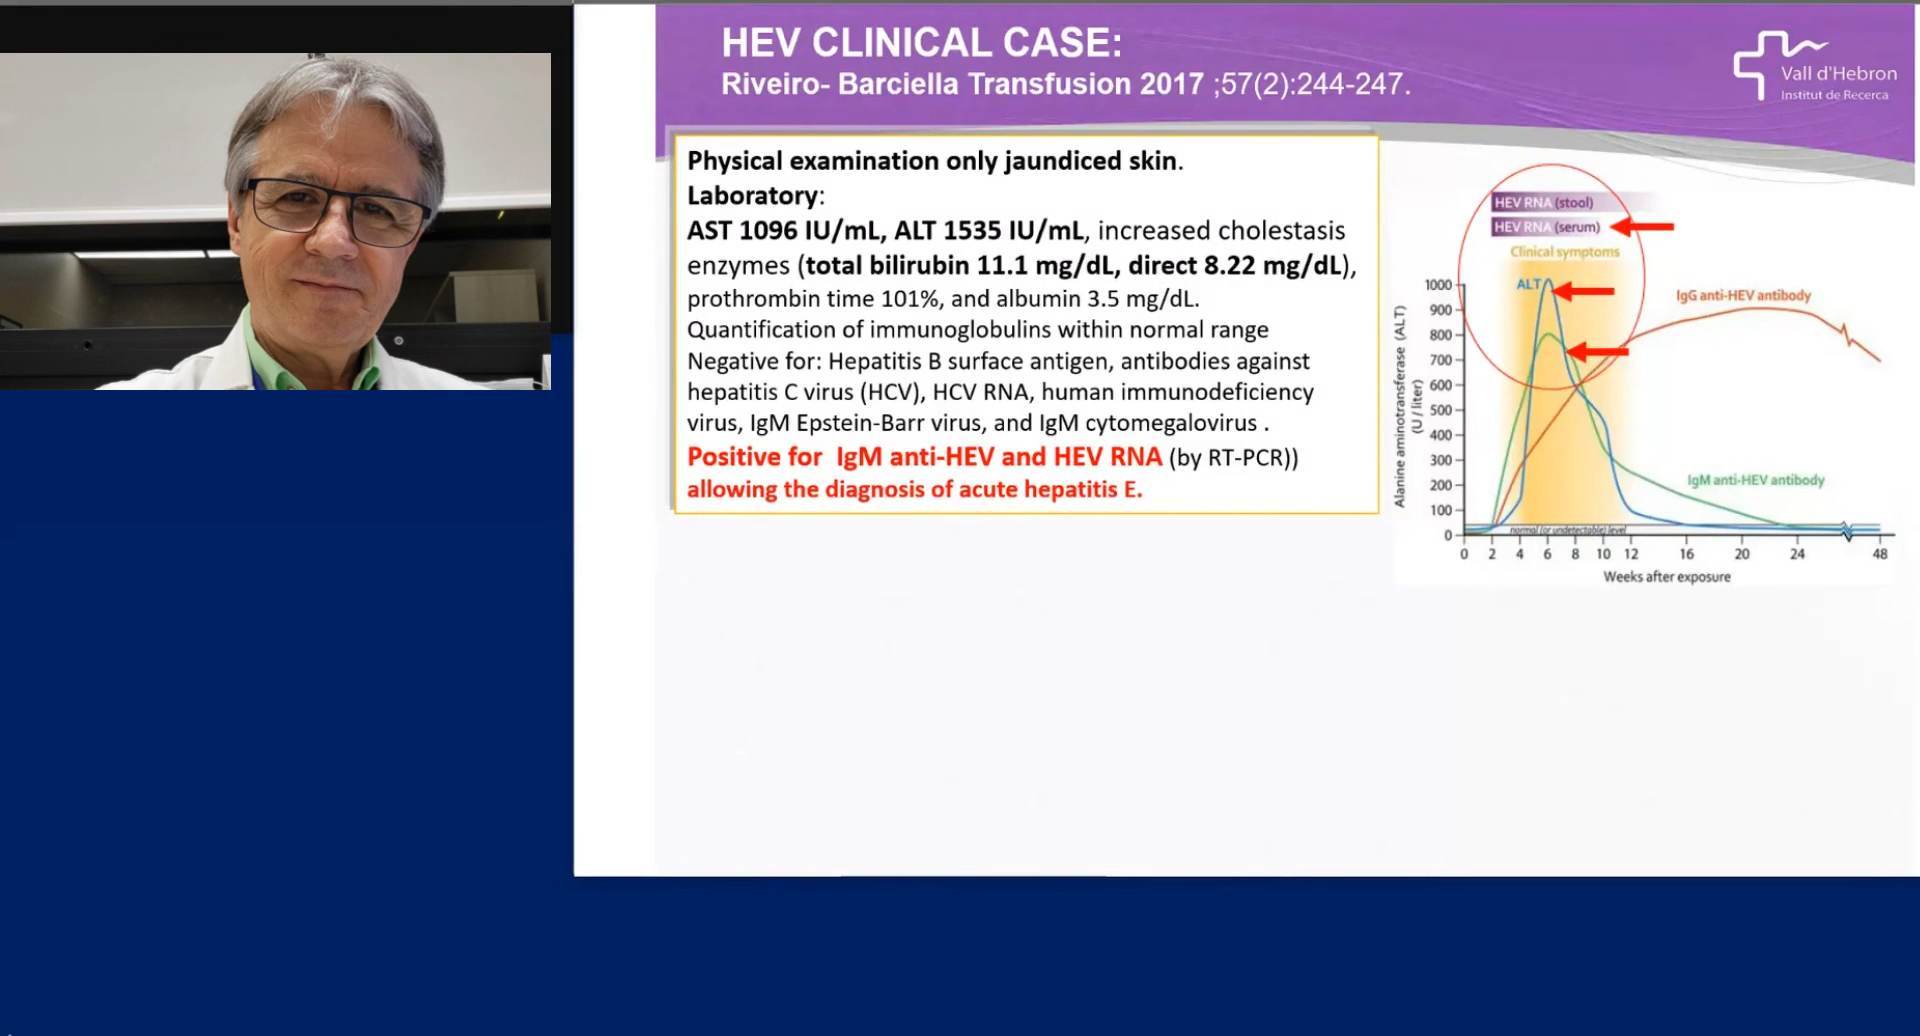 HEV CLINICAL CASE:
Riveiro- Barciella Transfusion 2017 ;57(2):244-247.
Vall d'Hebron
Institut de Recerca
Physical examination only jaundiced skin.
Laboratory:
AST 1096 IU/mL, ALT 1535 IU/mL, increased cholestasis
enzymes (total bilirubin 11.1 mg/dL, direct 8.22 mg/dL),
prothrombin time 101%, and albumin 3.5 mg/dL.
Quantification of immunoglobulins within normal range
Negative for: Hepatitis B surface antigen, antibodies against
hepatitis C virus (HCV), HCV RNA, human immunodeficiency
virus, IgM Epstein-Barr virus, and IgM cytomegalovirus .
Positive for  IgM anti-HEV and HEV RNA (by RT-PCR))
allowing the diagnosis of acute hepatitis E.
HEV RNA (stool)
HEV RNA (serum)
Clinical symptoms
ALT
IgG anti-HEV antibody
IgM anti-HEV antibody
normal (or undetectable) level
Alanine aminotransferase (ALT)
(U / liter)
1000
900
800
700
600
500
400
300
200
100
0
0 2 4 6 8 10 12 16 20 24 48
Weeks after exposure